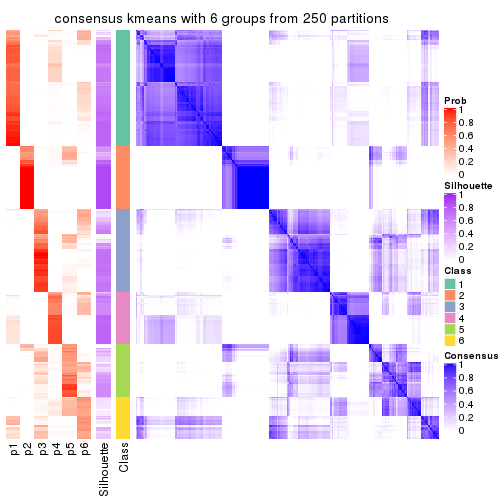 consensus kmeans with 6 groups from 250 partitions
Prob
1
0.8
0.6
0.4
0.2
0
Silhouette
1
0.8
0.6
0.4
0.2
0
Class
1
2
3
4
5
6
Consensus
1
0.8
0.6
0.4
0.2
0
p1
p2
p3
p4
p5
p6
Silhouette
Class